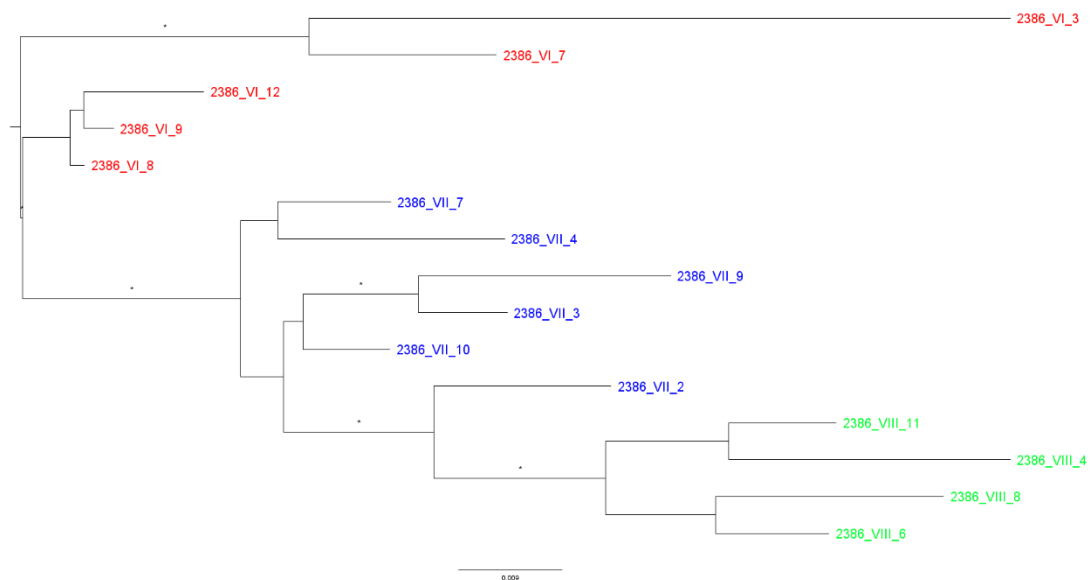 *
2386_VI_3
2386_VI_7
2386_VI_12
2386_VI_9
2386_VI_8
2386_VII_7
*
2386_VII_4
*
*
2386_VII_9
2386_VII_3
2386_VII_10
2386_VII_2
*
2386_VIII_11
2386_VIII_4
*
2386_VIII_8
2386_VIII_6
0.009